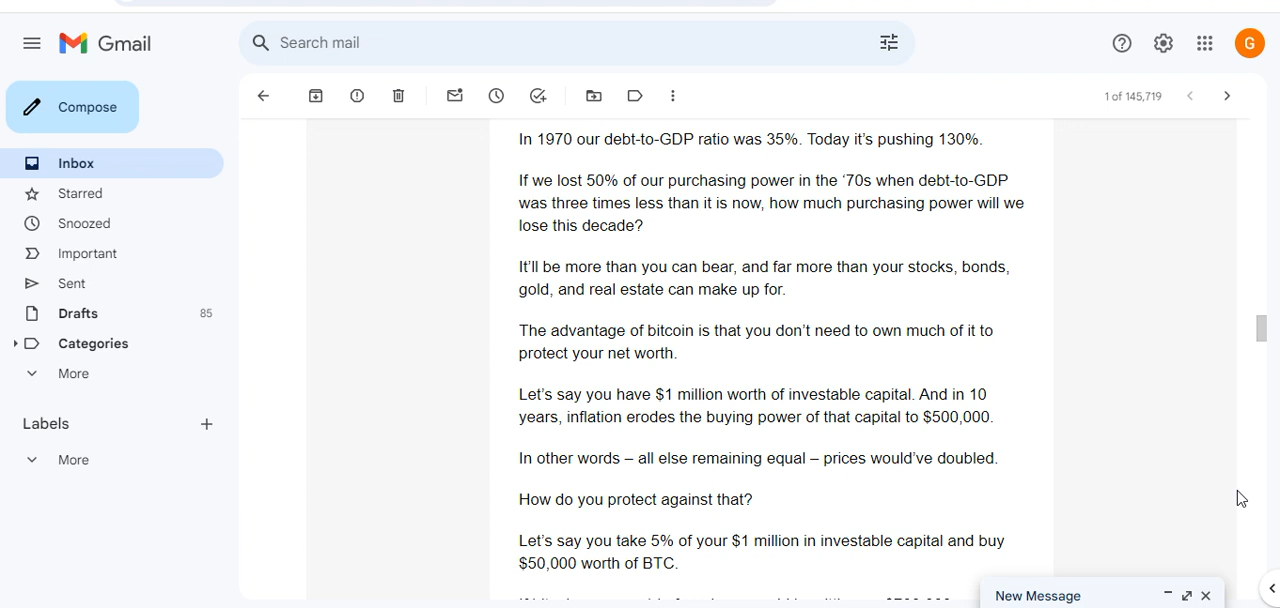 Gmail
Search mail
G
Compose
1 of 145,719
Inbox
Starred
Snoozed
Important
Sent
Drafts 85
Categories
More
Labels
More
In 1970 our debt-to-GDP ratio was 35%. Today it’s pushing 130%.
If we lost 50% of our purchasing power in the ‘70s when debt-to-GDP
was three times less than it is now, how much purchasing power will we
lose this decade?
It’ll be more than you can bear, and far more than your stocks, bonds,
gold, and real estate can make up for.
The advantage of bitcoin is that you don’t need to own much of it to
protect your net worth.
Let’s say you have $1 million worth of investable capital. And in 10
years, inflation erodes the buying power of that capital to $500,000.
In other words – all else remaining equal – prices would’ve doubled.
How do you protect against that?
Let’s say you take 5% of your $1 million in investable capital and buy
$50,000 worth of BTC.
New Message